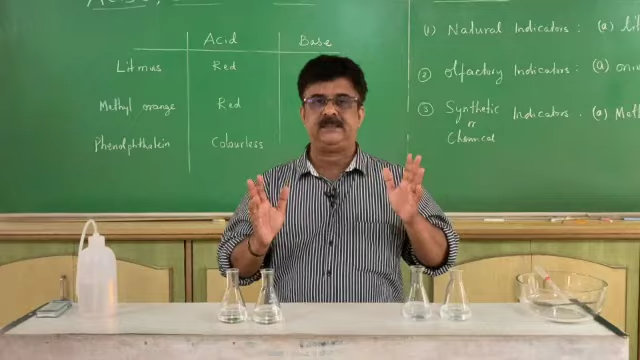 Acid Base
Litmus Red
Methyl orange Red
Phenolphthalein Colourless
(1) Natural Indicators : (a)
(2) Olfactory Indicators : (a)
(3) Synthetic
or
Chemical
Indicators . (a)